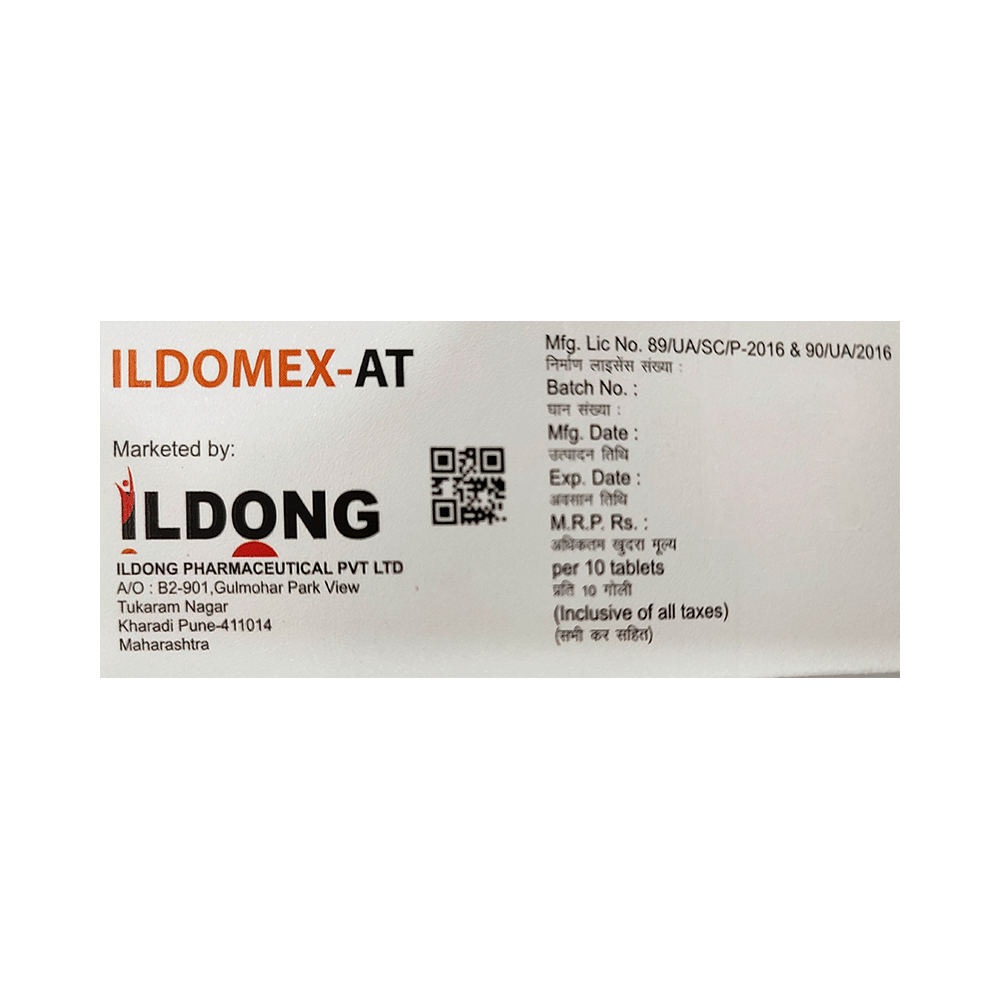 ILDOMEX-AT
Marketed by:
ILDONG
ILDONG PHARMACEUTICAL PVT LTD
A/O : B2-901,Gulmohar Park View
Tukaram Nagar
Kharadi Pune-411014
Maharashtra
Mfg. Lic No. 89/UA/SC/P-2016 & 90/UA/2016
निर्माण लाइसेंस संख्या :
Batch No. :
घान संख्या :
Mfg. Date :
उत्पादन तिथि
Exp. Date :
अवसान तिथि
M.R.P. Rs. :
अधिकतम खुदरा मूल्य
per 10 tablets
प्रति 10 गोली
(Inclusive of all taxes)
(सभी कर सहित)